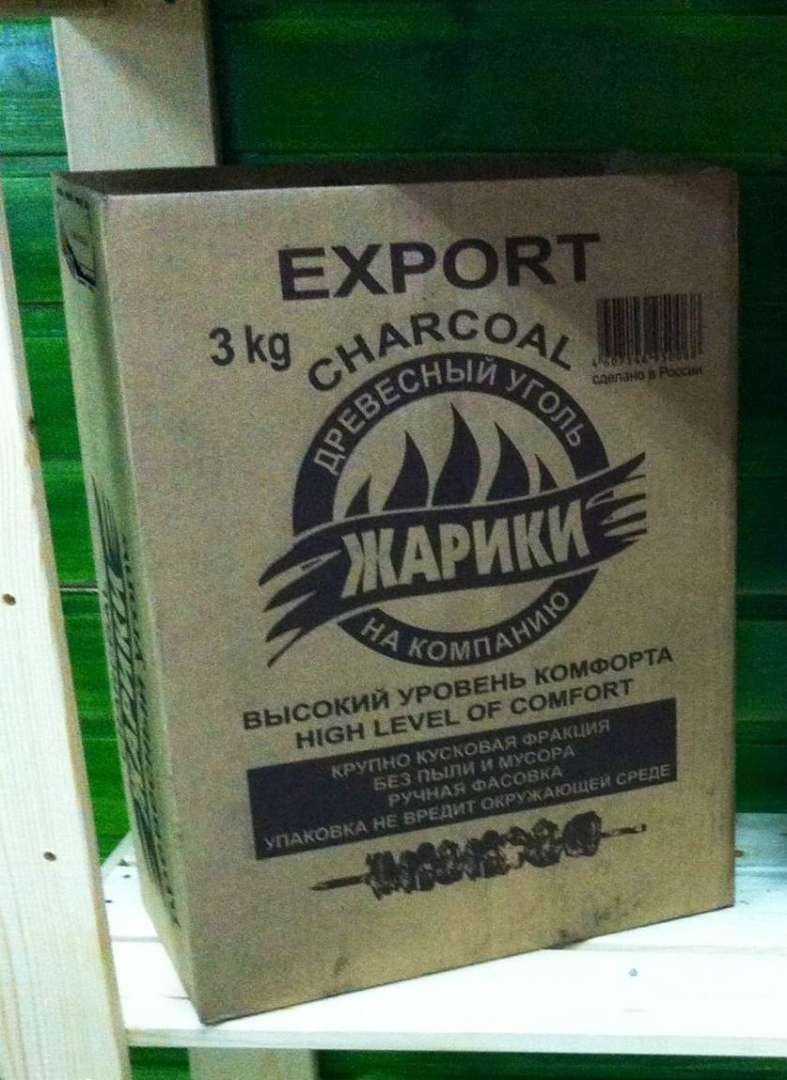 EXPORT
3 kg
CHARCOAL
сделано в России
ДРЕВЕСНЫЙ УГОЛЬ
ЖАРИКИ
НА КОМПАНИЮ
ВЫСОКИЙ УРОВЕНЬ КОМФОРТА
HIGH LEVEL OF COMFORT
КРУПНО КУСКОВАЯ ФРАКЦИЯ
БЕЗ ПЫЛИ И МУСОРА
РУЧНАЯ ФАСОВКА
УПАКОВКА НЕ ВРЕДИТ ОКРУЖАЮЩЕЙ СРЕДЕ